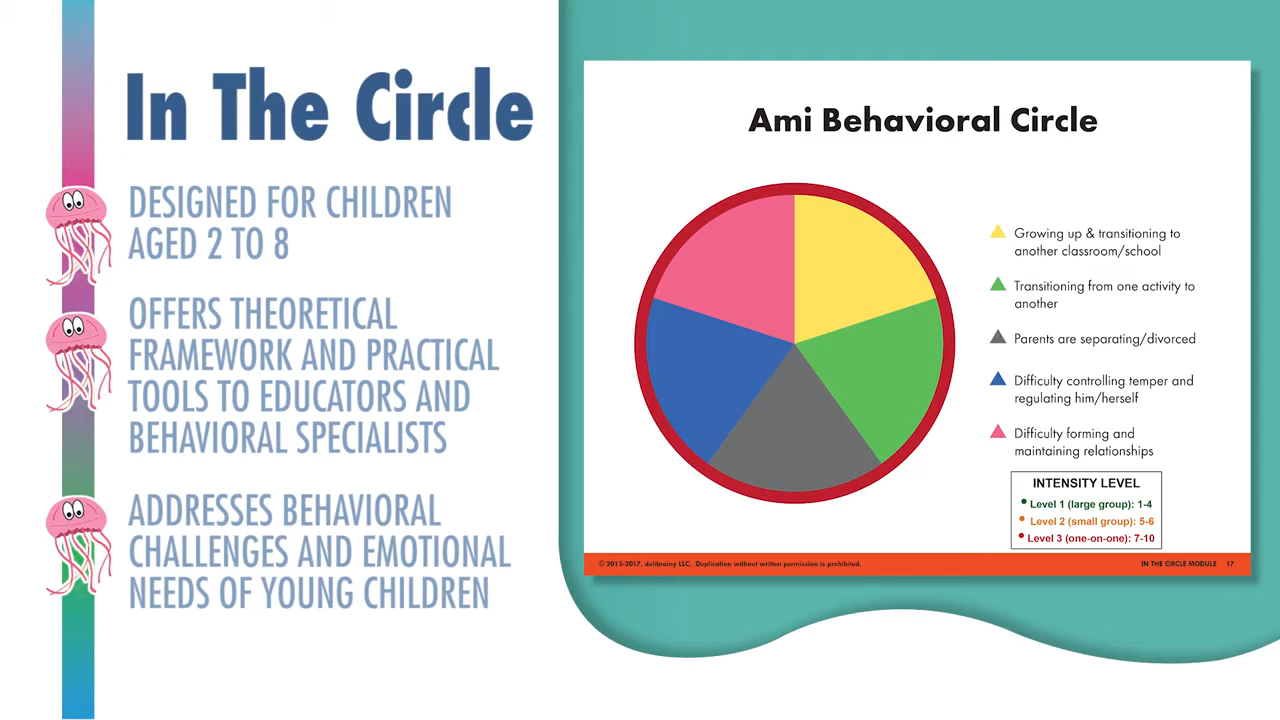 In The Circle
DESIGNED FOR CHILDREN
AGED 2 TO 8
OFFERS THEORETICAL
FRAMEWORK AND PRACTICAL
TOOLS TO EDUCATORS AND
BEHAVIORAL SPECIALISTS
ADDRESSES BEHAVIORAL
CHALLENGES AND EMOTIONAL
NEEDS OF YOUNG CHILDREN
Ami Behavioral Circle
Growing up & transitioning to
another classroom/school
Transitioning from one activity to
another
Parents are separating/divorced
Difficulty controlling temper and
regulating him/herself
Difficulty forming and
maintaining relationships
INTENSITY LEVEL
• Level 1 (large group): 1-4
• Level 2 (small group): 5-6
• Level 3 (one-on-one): 7-10
© 2013-2017, delibrainy LLC. Duplication without written permission is prohibited.
IN THE CIRCLE MODULE 17